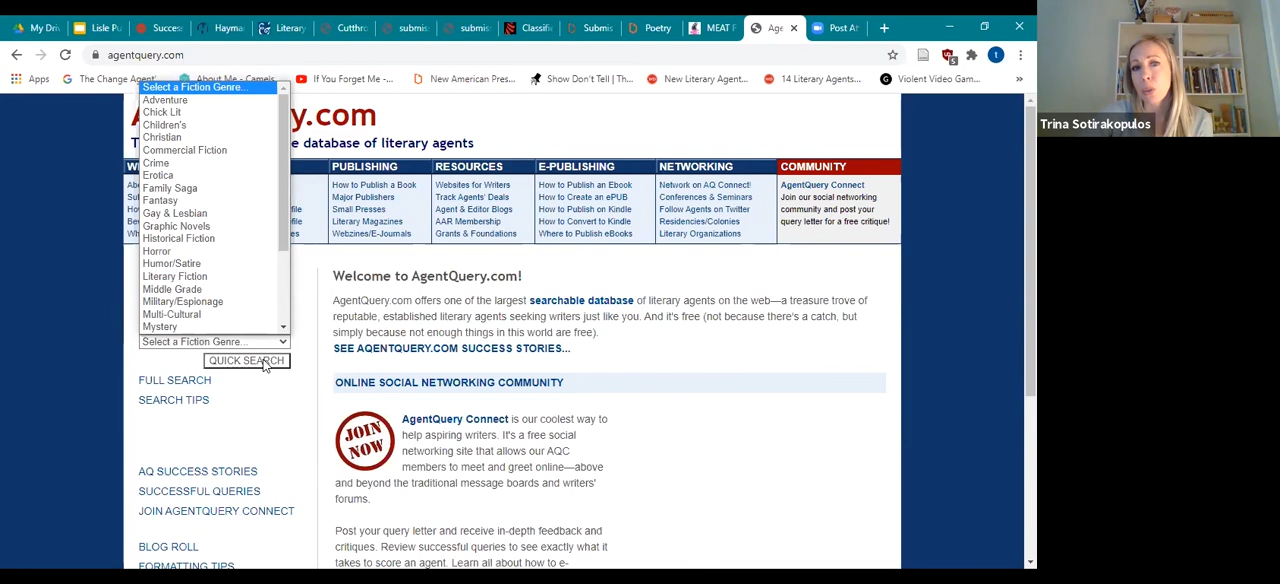 My Driv
Lisle Pu
Success
Haymar
Literary
Cutthro
submiss
submiss
Classifi
Submis
Poetry
MEAT F
Age
Post At
agentquery.com
Apps
The Change Agent
About Me - Cameis...
If You Forget Me -...
New American Pres...
Show Don't Tell | Th...
New Literary Agent...
14 Literary Agents...
Violent Video Gam...
Trina Sotirakopulos
Query.com
database of literary agents
Select a Fiction Genre...
Adventure
Chick Lit
Children's
Christian
Commercial Fiction
Crime
Erotica
Family Saga
Fantasy
Gay & Lesbian
Graphic Novels
Historical Fiction
Horror
Humor/Satire
Literary Fiction
Middle Grade
Military/Espionage
Multi-Cultural
Mystery
Select a Fiction Genre...
QUICK SEARCH
FULL SEARCH
SEARCH TIPS
AQ SUCCESS STORIES
SUCCESSFUL QUERIES
JOIN AGENTQUERY CONNECT
BLOG ROLL
FORMATTING TIPS
PUBLISHING
How to Publish a Book
Major Publishers
Small Presses
Literary Magazines
Webzines/E-Journals
RESOURCES
Websites for Writers
Track Agents' Deals
Agent & Editor Blogs
AAR Membership
Grants & Foundations
E-PUBLISHING
How to Publish an Ebook
How to Create an ePUB
How to Publish on Kindle
How to Convert to Kindle
Where to Publish eBooks
NETWORKING
Network on AQ Connect!
Conferences & Seminars
Follow Agents on Twitter
Residencies/Colonies
Literary Organizations
COMMUNITY
AgentQuery Connect
Join our social networking
community and post your
query letter for a free critique!
Welcome to AgentQuery.com!
AgentQuery.com offers one of the largest searchable database of literary agents on the web—a treasure trove of
reputable, established literary agents seeking writers just like you. And it's free (not because there's a catch, but
simply because not enough things in this world are free).
SEE AGENTQUERY.COM SUCCESS STORIES...
ONLINE SOCIAL NETWORKING COMMUNITY
JOIN
NOW
AgentQuery Connect is our coolest way to
help aspiring writers. It's a free social
networking site that allows our AQC
members to meet and greet online—above
and beyond the traditional message boards and writers'
forums.
Post your query letter and receive in-depth feedback and
critiques. Review successful queries to see exactly what it
takes to score an agent. Learn all about how to e-